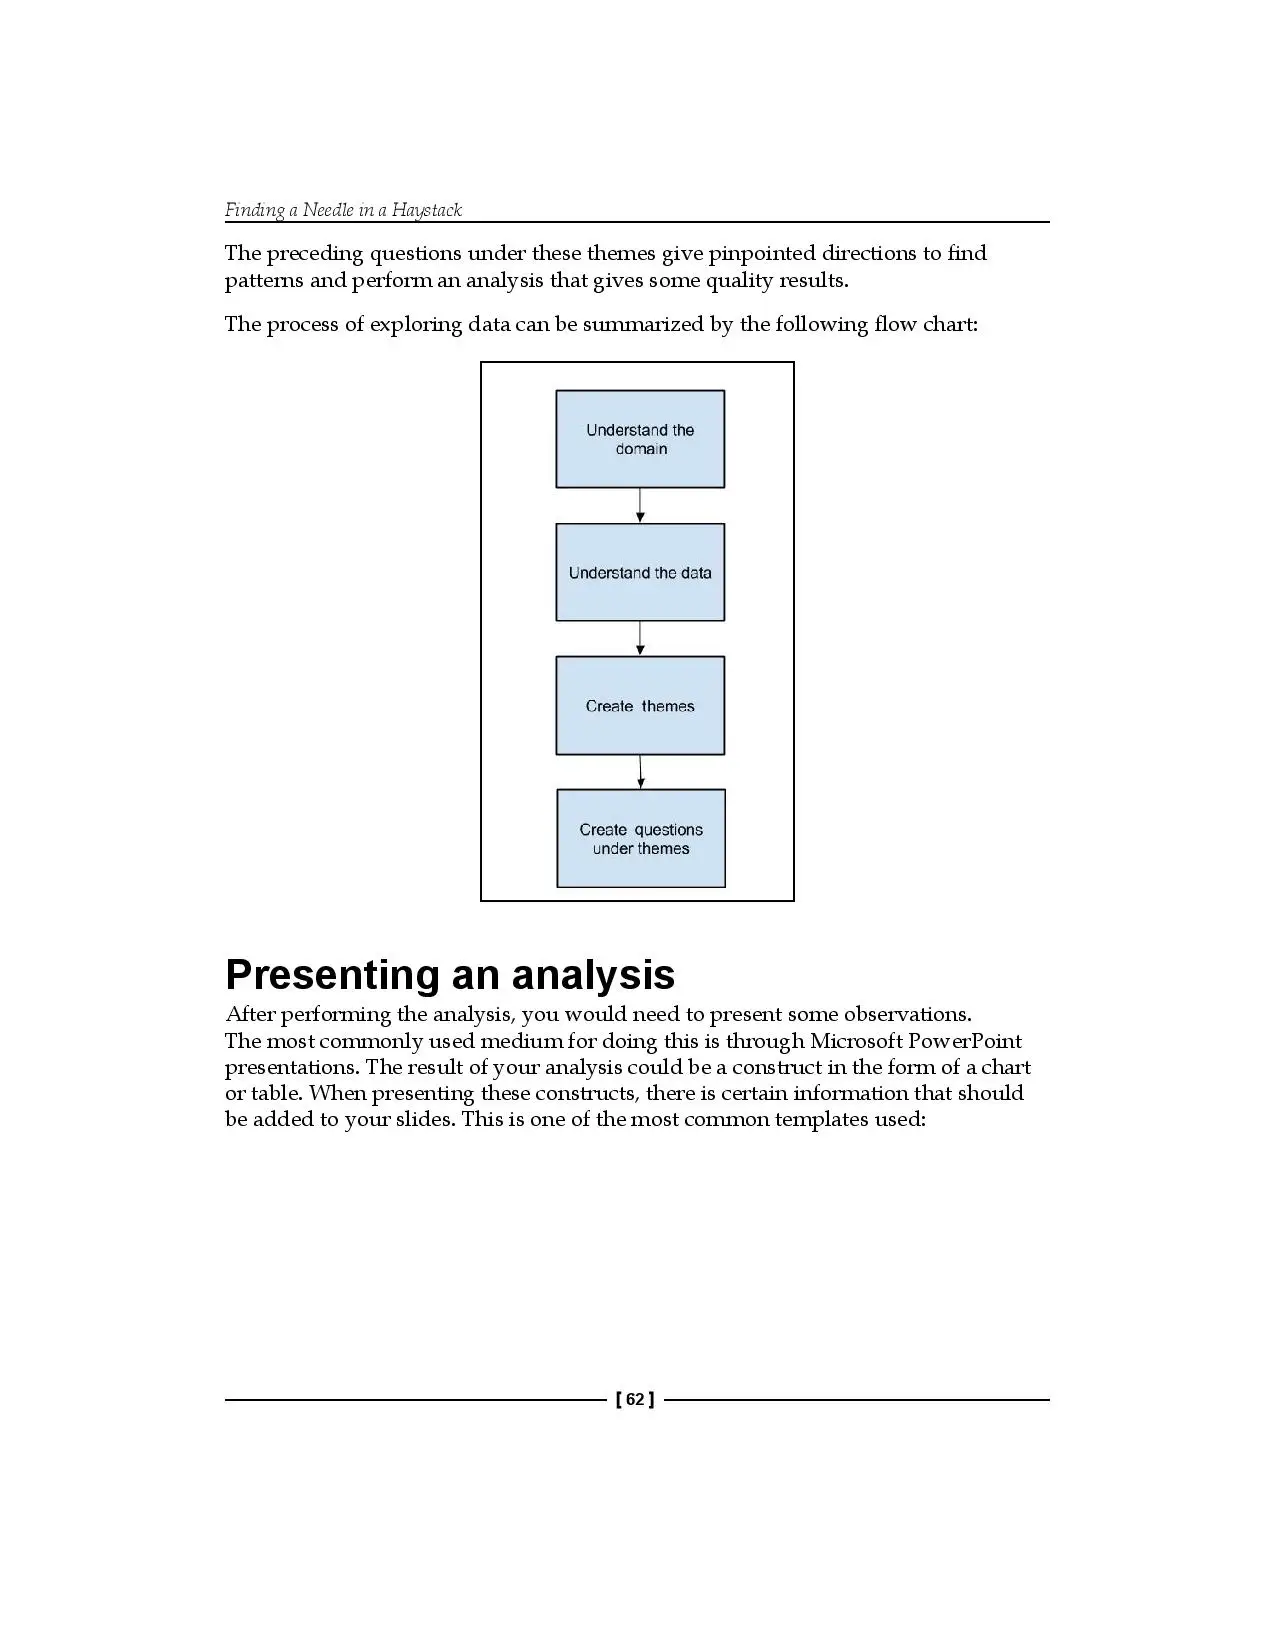 Finding a Needle in a Haystack
The preceding questions under these themes give pinpointed directions to find
patterns and perform an analysis that gives some quality results.
The process of exploring data can be summarized by the following flow chart:
Understand the
domain
Understand the data
Create themes
Create questions
under themes
Presenting an analysis
After performing the analysis, you would need to present some observations.
The most commonly used medium for doing this is through Microsoft PowerPoint
presentations. The result of your analysis could be a construct in the form of a chart
or table. When presenting these constructs, there is certain information that should
be added to your slides. This is one of the most common templates used:
[ 62 ]